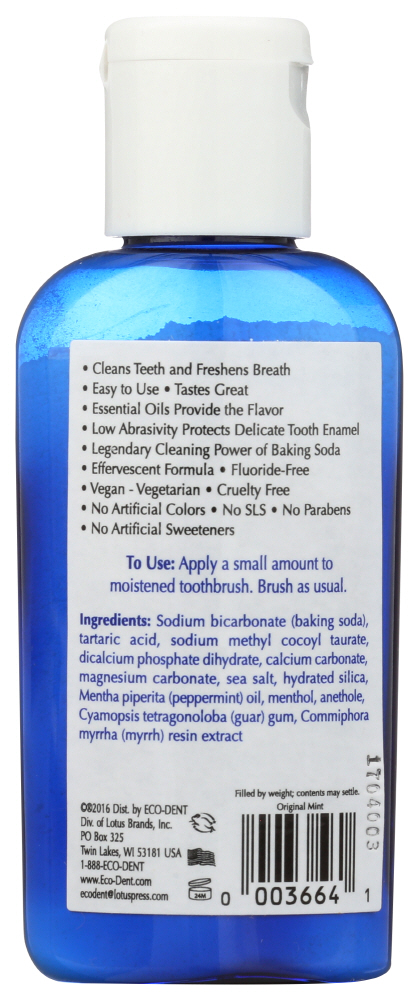 • Cleans Teeth and Freshens Breath
• Easy to Use • Tastes Great
• Essential Oils Provide the Flavor
• Low Abrasivity Protects Delicate Tooth Enamel
• Legendary Cleaning Power of Baking Soda
• Effervescent Formula • Fluoride-Free
• Vegan - Vegetarian • Cruelty Free
• No Artificial Colors • No SLS • No Parabens
• No Artificial Sweeteners
To Use: Apply a small amount to
moistened toothbrush. Brush as usual.
Ingredients: Sodium bicarbonate (baking soda),
tartaric acid, sodium methyl cocoyl taurate,
dicalcium phosphate dihydrate, calcium carbonate,
magnesium carbonate, sea salt, hydrated silica,
Mentha piperita (peppermint) oil, menthol, anethole,
Cyamopsis tetragonoloba (guar) gum, Commiphora
myrrha (myrrh) resin extract
1704003
Filled by weight; contents may settle.
Original Mint
©®2016 Dist. by ECO-DENT
Div. of Lotus Brands, Inc.
PO Box 325
Twin Lakes, WI 53181 USA
1-888-ECO-DENT
www.Eco-Dent.com
ecodent@lotuspress.com
24M
0 003664 1